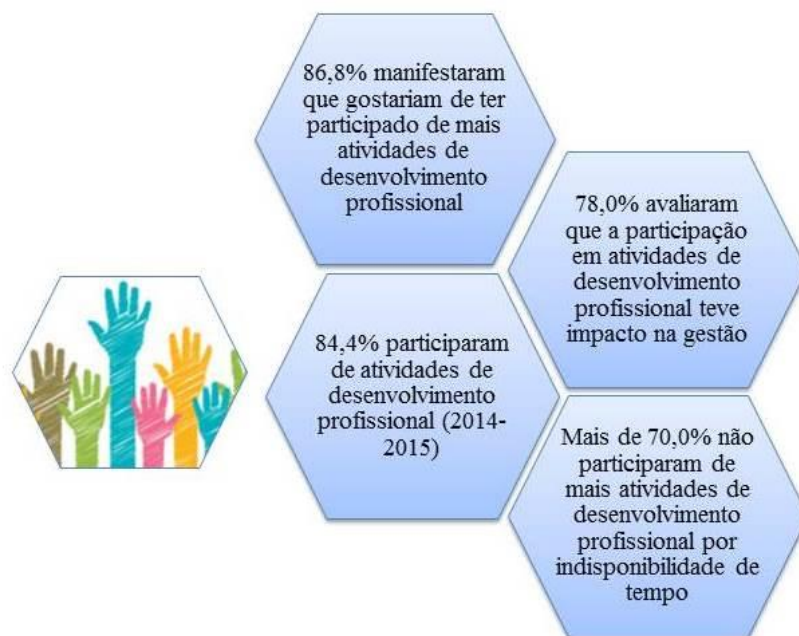 86,8% manifestaram
que gostariam de ter
participado de mais
atividades de
desenvolvimento
profissional
78,0% avaliaram
que a participação
em atividades de
desenvolvimento
profissional teve
impacto na gestão
84,4% participaram
de atividades de
desenvolvimento
profissional (2014-
2015)
Mais de 70,0% não
participaram de
mais atividades de
desenvolvimento
profissional por
indisponibilidade de
tempo